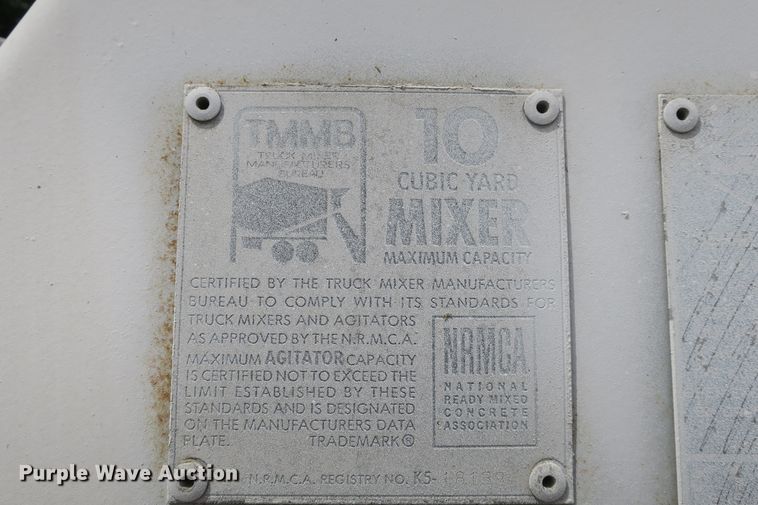 TMMB
TRUCK MIXER
MANUFACTURERS
BUREAU
10
CUBIC YARD
MIXER
MAXIMUM CAPACITY
CERTIFIED BY THE TRUCK MIXER MANUFACTURERS
BUREAU TO COMPLY WITH ITS STANDARDS FOR
TRUCK MIXERS AND AGITATORS
AS APPROVED BY THE N.R.M.C.A.
MAXIMUM AGITATOR CAPACITY
IS CERTIFIED NOT TO EXCEED THE
LIMIT ESTABLISHED BY THESE
STANDARDS AND IS DESIGNATED
ON THE MANUFACTURERS DATA
PLATE. TRADEMARK®
NRMCA
NATIONAL
READY MIXED
CONCRETE
ASSOCIATION
N.R.M.C.A. REGISTRY NO. K5-
Purple Wave Auction